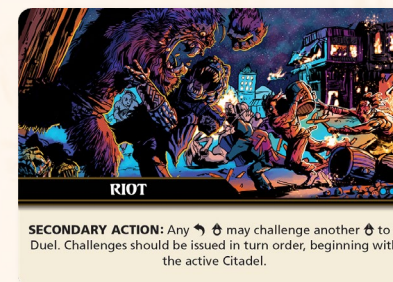 RIOT
SECONDARY ACTION: Any may challenge another to
Duel. Challenges should be issued in turn order, beginning with
the active Citadel.